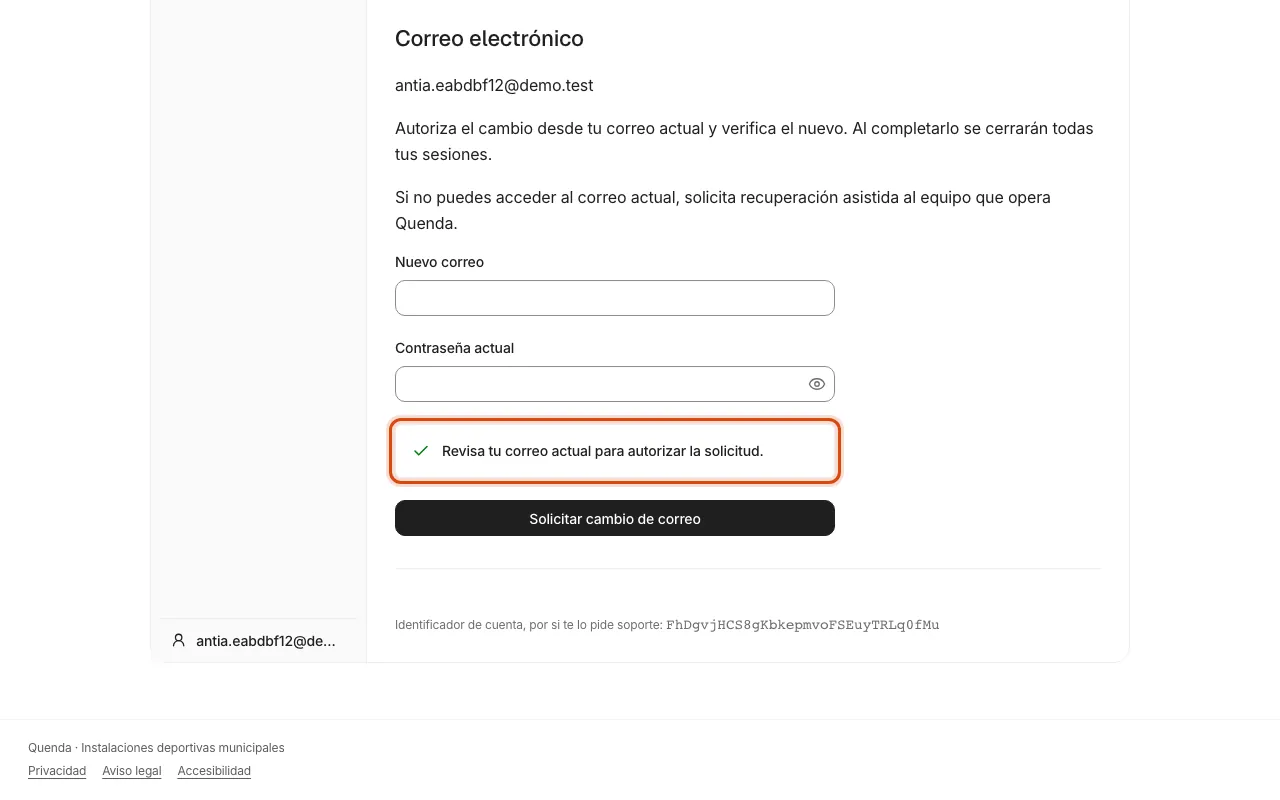 Correo electrónico
antia.eabdbf12@demo.test
Autoriza el cambio desde tu correo actual y verifica el nuevo. Al completarlo se cerrarán todas
tus sesiones.
Si no puedes acceder al correo actual, solicita recuperación asistida al equipo que opera
Quenda.
Nuevo correo
Contraseña actual
Revisa tu correo actual para autorizar la solicitud.
Solicitar cambio de correo
Identificador de cuenta, por si te lo pide soporte: FhDgvjHCS8gKbkepmvoFSEuyTRLq0fMu
antia.eabdbf12@de...
Quenda · Instalaciones deportivas municipales
Privacidad Aviso legal Accesibilidad